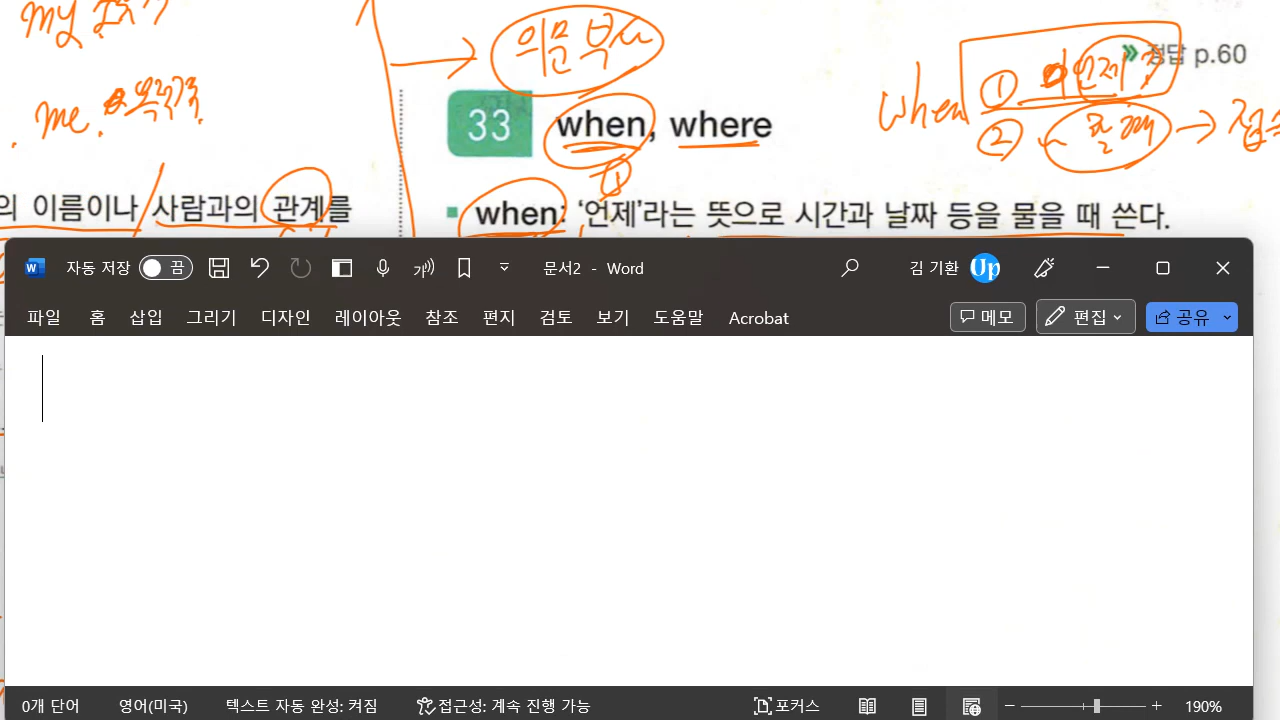 my
me.
의문부사
» 정답 p.60
when
① 언제?
②
33 when, where
①
의 이름이나 사람과의 관계를
when: ‘언제’라는 뜻으로 시간과 날짜 등을 물을 때 쓴다.
자동 저장 끔 문서2 - Word 김 기환 Up
파일 홈 삽입 그리기 디자인 레이아웃 참조 편지 검토 보기 도움말 Acrobat 메모 편집 공유
0개 단어 영어(미국) 텍스트 자동 완성: 켜짐 접근성: 계속 진행 가능 포커스 190%